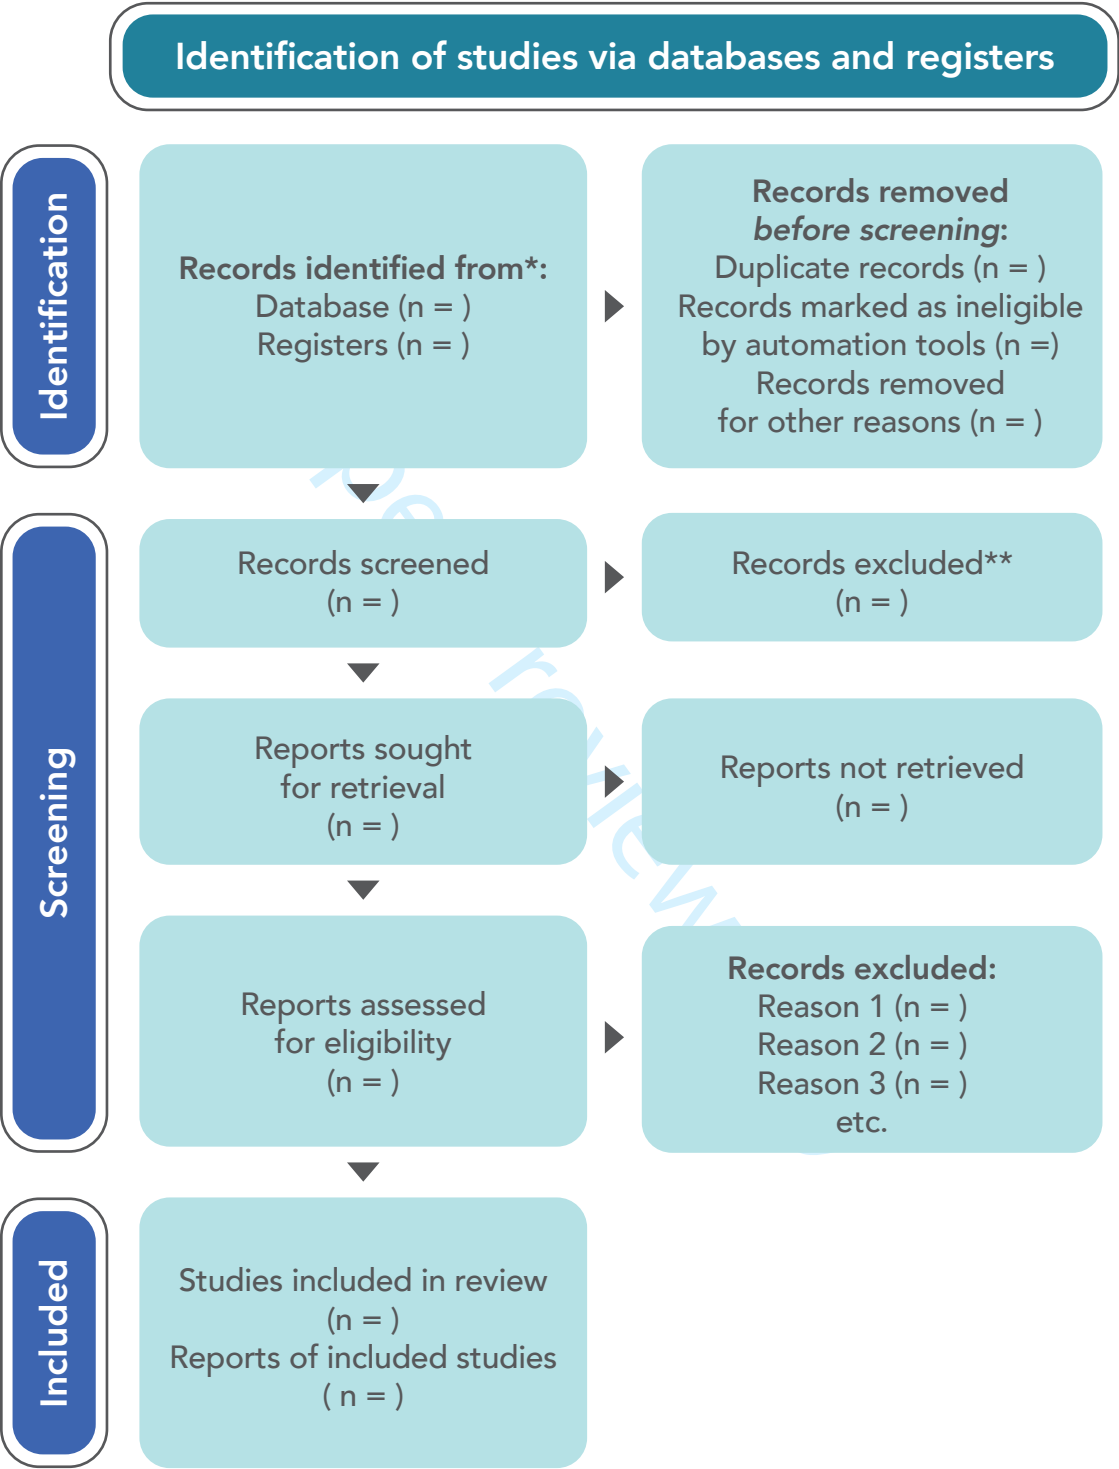 Identification of studies via databases and registers
Identification
Records identified from*:
Database (n = )
Registers (n = )
Records removed
before screening:
Duplicate records (n = )
Records marked as ineligible
by automation tools (n =)
Records removed
for other reasons (n = )
Screening
Records screened
(n = )
Records excluded**
(n = )
Reports sought
for retrieval
(n = )
Reports not retrieved
(n = )
Reports assessed
for eligibility
(n = )
Records excluded:
Reason 1 (n = )
Reason 2 (n = )
Reason 3 (n = )
etc.
Included
Studies included in review
(n = )
Reports of included studies
( n = )
review